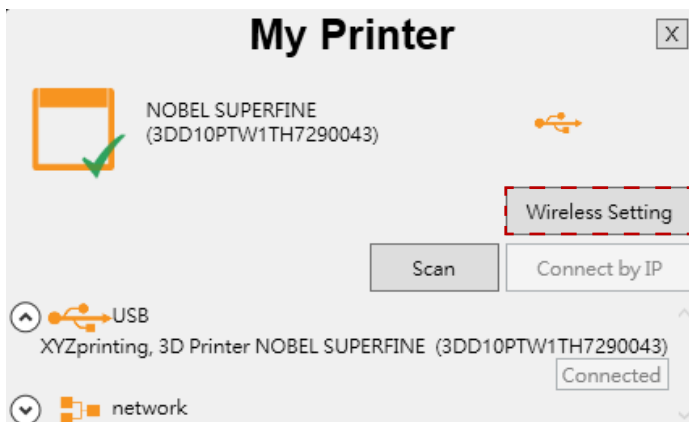 My Printer
X
NOBEL SUPERFINE
(3DD10PTW1TH7290043)
Wireless Setting
Scan
Connect by IP
USB
XYZprinting, 3D Printer NOBEL SUPERFINE (3DD10PTW1TH7290043)
Connected
network